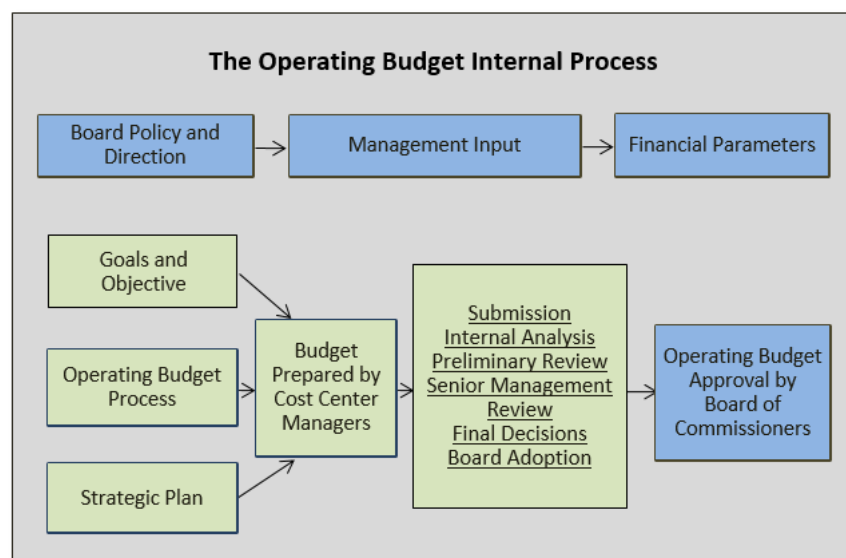 The Operating Budget Internal Process
Board Policy and
Direction
Management Input
Financial Parameters
Goals and
Objective
Operating Budget
Process
Strategic Plan
Budget
Prepared by
Cost Center
Managers
Submission
Internal Analysis
Preliminary Review
Senior Management
Review
Final Decisions
Board Adoption
Operating Budget
Approval by
Board of
Commissioners